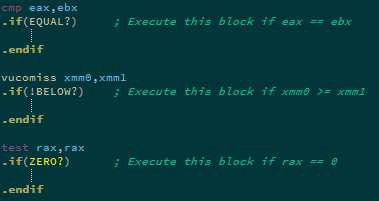 cmp eax,ebx
.if(EQUAL?) ; Execute this block if eax == ebx
.endif
vucomiss xmm0,xmm1
.if(!BELOW?) ; Execute this block if xmm0 >= xmm1
.endif
test rax,rax
.if(ZERO?) ; Execute this block if rax == 0
.endif